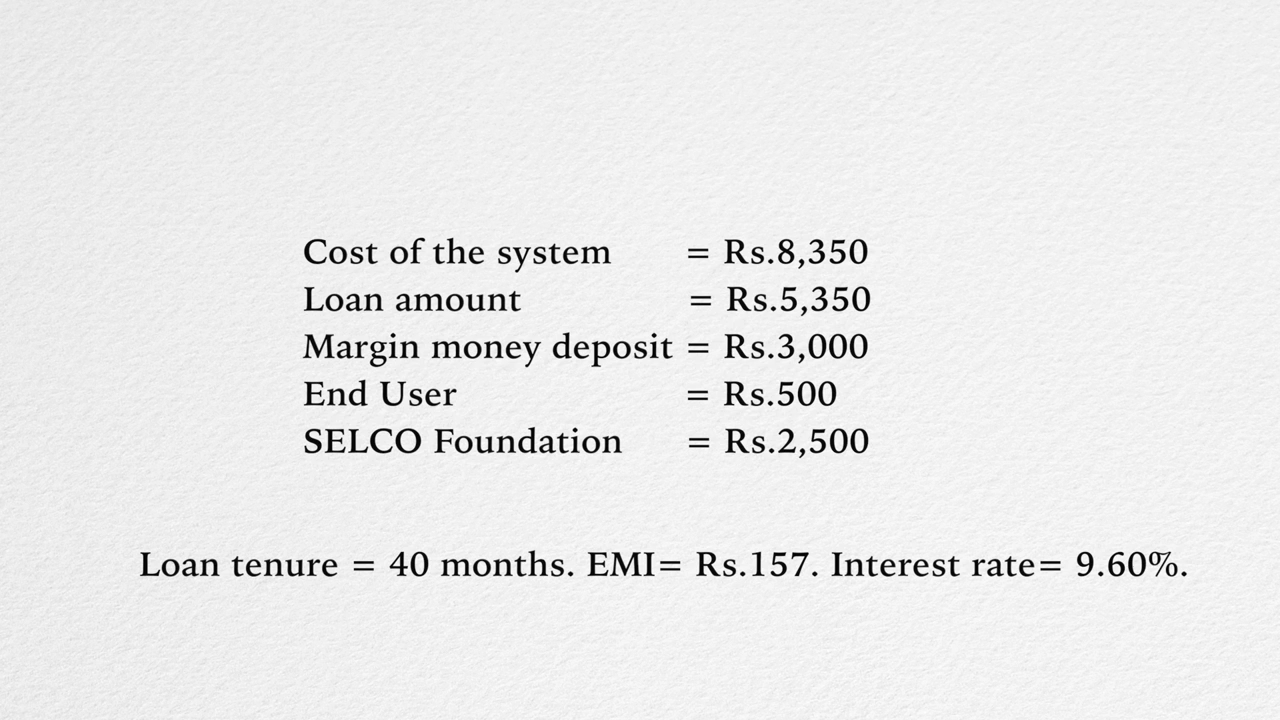 Cost of the system = Rs.8,350
Loan amount = Rs.5,350
Margin money deposit = Rs.3,000
End User = Rs.500
SELCO Foundation = Rs.2,500
Loan tenure = 40 months. EMI= Rs.157. Interest rate= 9.60%.